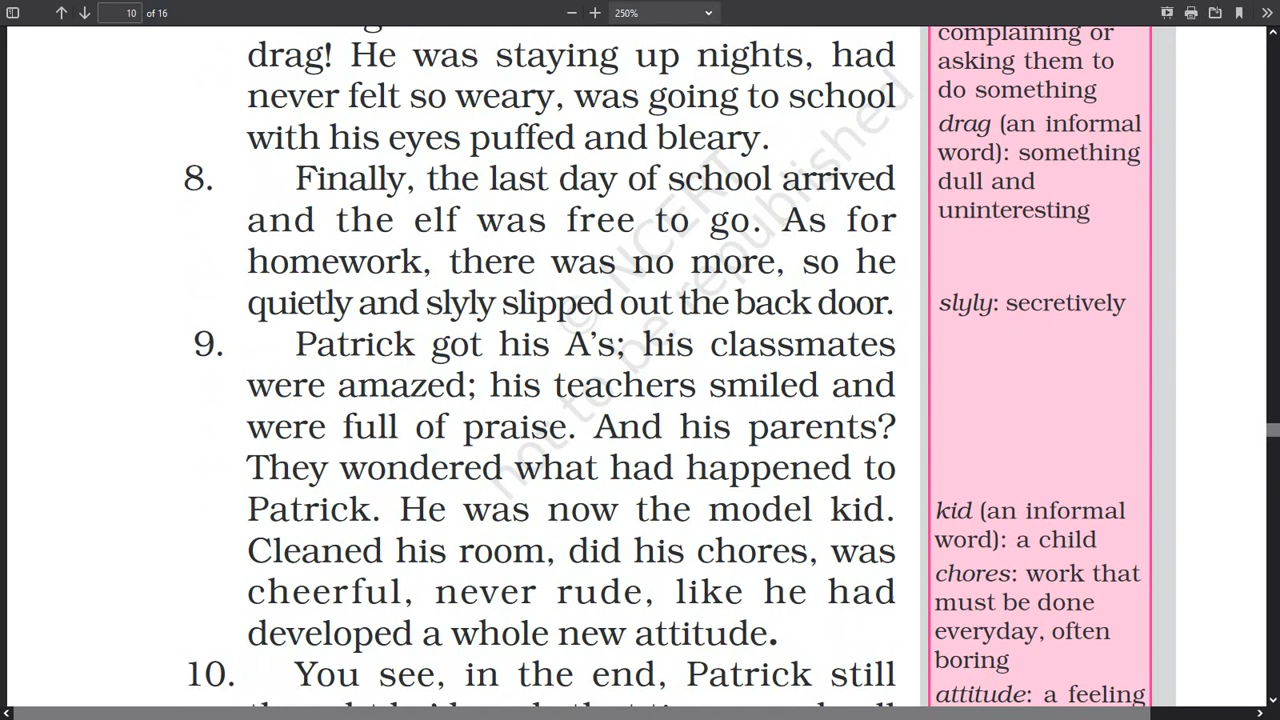 10 of 16
250%
drag! He was staying up nights, had
never felt so weary, was going to school
with his eyes puffed and bleary.
8. Finally, the last day of school arrived
and the elf was free to go. As for
homework, there was no more, so he
quietly and slyly slipped out the back door.
9. Patrick got his A’s; his classmates
were amazed; his teachers smiled and
were full of praise. And his parents?
They wondered what had happened to
Patrick. He was now the model kid.
Cleaned his room, did his chores, was
cheerful, never rude, like he had
developed a whole new attitude.
10. You see, in the end, Patrick still
complaining or
asking them to
do something
drag (an informal
word): something
dull and
uninteresting
slyly: secretively
kid (an informal
word): a child
chores: work that
must be done
everyday, often
boring
attitude: a feeling
© NCERT
not to be republished